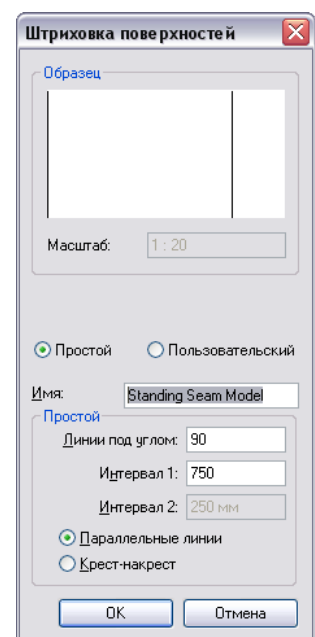 Штриховка поверхностей
Образец
Масштаб: 1 : 20
Простой Пользовательский
Имя: Standing Seam Model
Простой
Линии под углом: 90
Интервал 1: 750
Интервал 2: 250 мм
Параллельные линии
Крест-накрест
OK Отмена